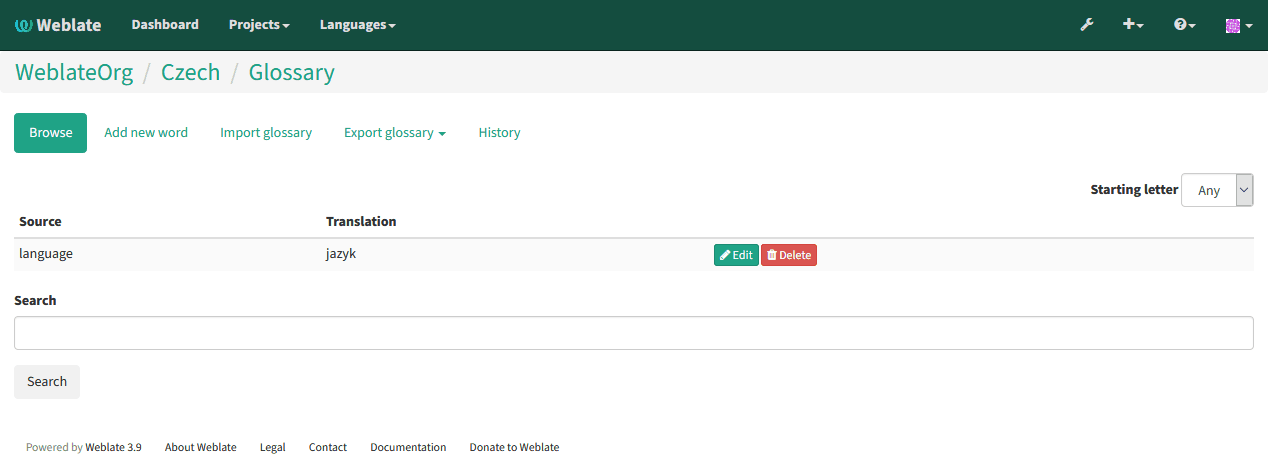 Weblate Dashboard Projects Languages
WeblateOrg / Czech / Glossary
Browse Add new word Import glossary Export glossary History
Starting letter Any
Source Translation
language jazyk Edit Delete
Search
Search
Powered by Weblate 3.9 About Weblate Legal Contact Documentation Donate to Weblate